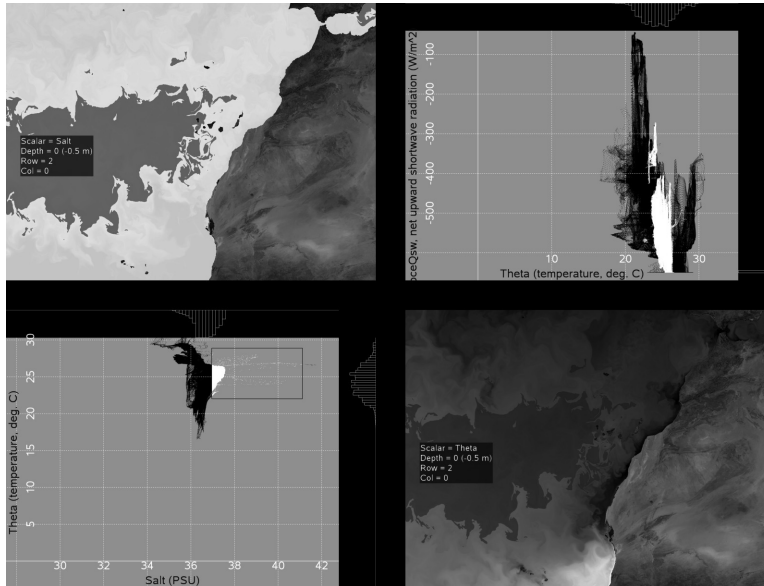 Scalar = Salt
Depth = 0 (-0.5 m)
Row = 2
Col = 0
oceQsw, net upward shortwave radiation (W/m^2
-100
-200
-300
-400
-500
10
20
30
Theta (temperature, deg. C)
Theta (temperature, deg. C)
30
25
20
15
10
5
30
32
34
36
38
40
42
Salt (PSU)
Scalar = Theta
Depth = 0 (-0.5 m)
Row = 2
Col = 0